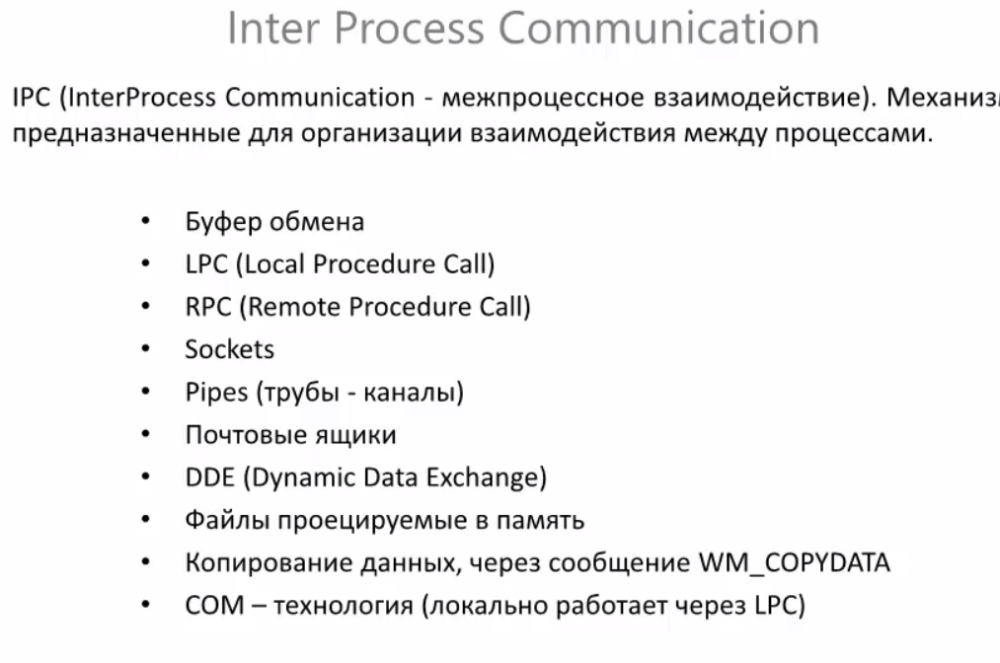 Inter Process Communication
IPC (InterProcess Communication - межпроцессное взаимодействие).
предназначенные для организации взаимодействия между процессами.
• Буфер обмена
• LPC (Local Procedure Call)
• RPC (Remote Procedure Call)
• Sockets
• Pipes (трубы - каналы)
• Почтовые ящики
• DDE (Dynamic Data Exchange)
• Файлы проецируемые в память
• Копирование данных, через сообщение WM_COPYDATA
• COM – технология (локально работает через LPC)